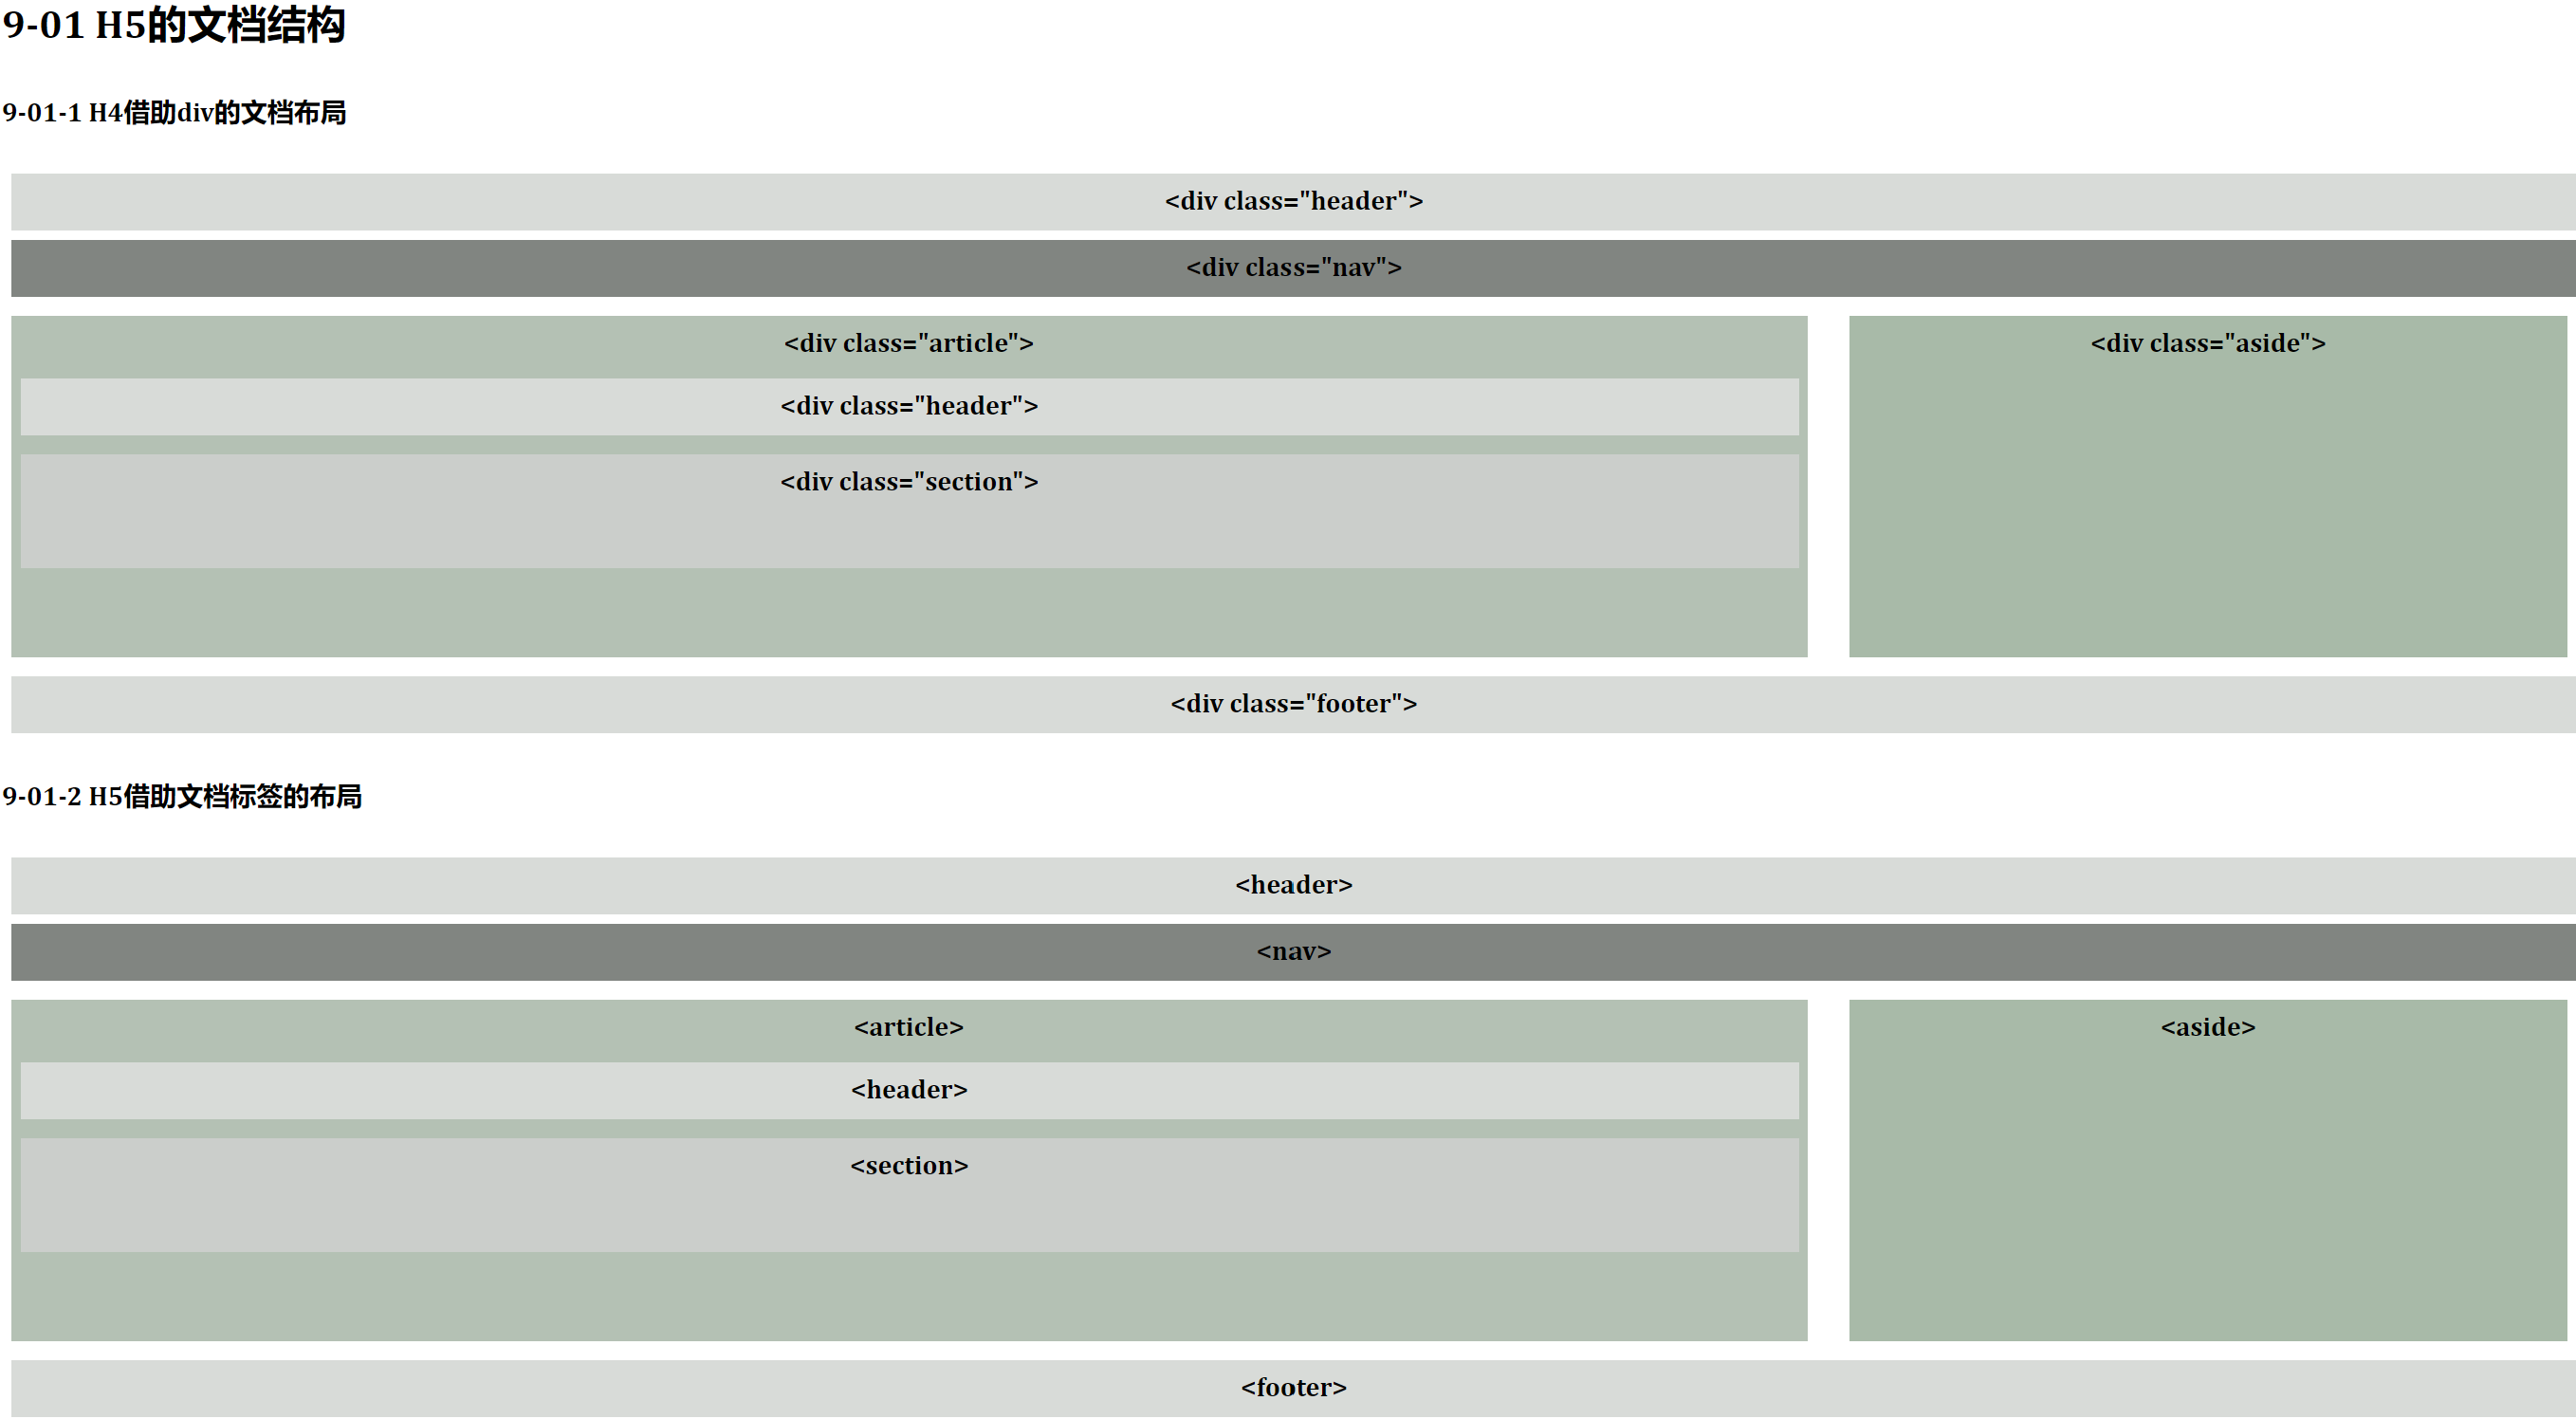 9-01 H5的文档结构
9-01-1 H4借助div的文档布局
<div class="header">
<div class="nav">
<div class="article">
<div class="aside">
<div class="header">
<div class="section">
<div class="footer">
9-01-2 H5借助文档标签的布局
<header>
<nav>
<article>
<aside>
<header>
<section>
<footer>